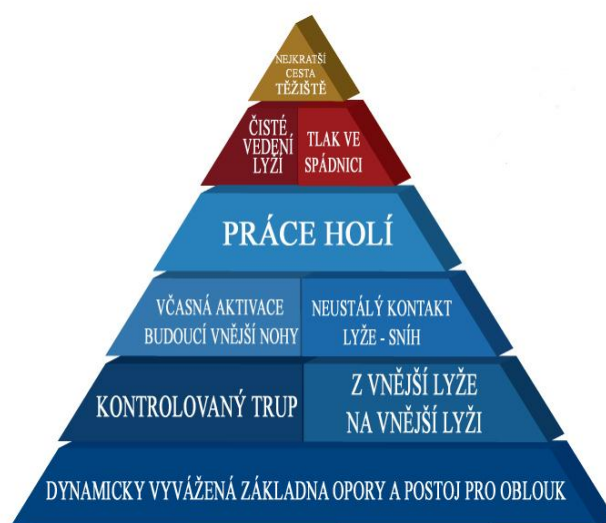 NEJKRATŠÍ
CESTA
TĚŽIŠTĚ
ČISTÉ
VEDENÍ
LYŽÍ
TLAK VE
SPÁDNICI
PRÁCE HOLÍ
VČASNÁ AKTIVACE
BUDOUCÍ VNĚJŠÍ NOHY
NEUSTÁLÝ KONTAKT
LYŽE - SNÍH
KONTROLOVANÝ TRUP
Z VNĚJŠÍ LYŽE
NA VNĚJŠÍ LYŽI
DYNAMICKY VYVÁŽENÁ ZÁKLADNA OPORY A POSTOJ PRO OBLOUK